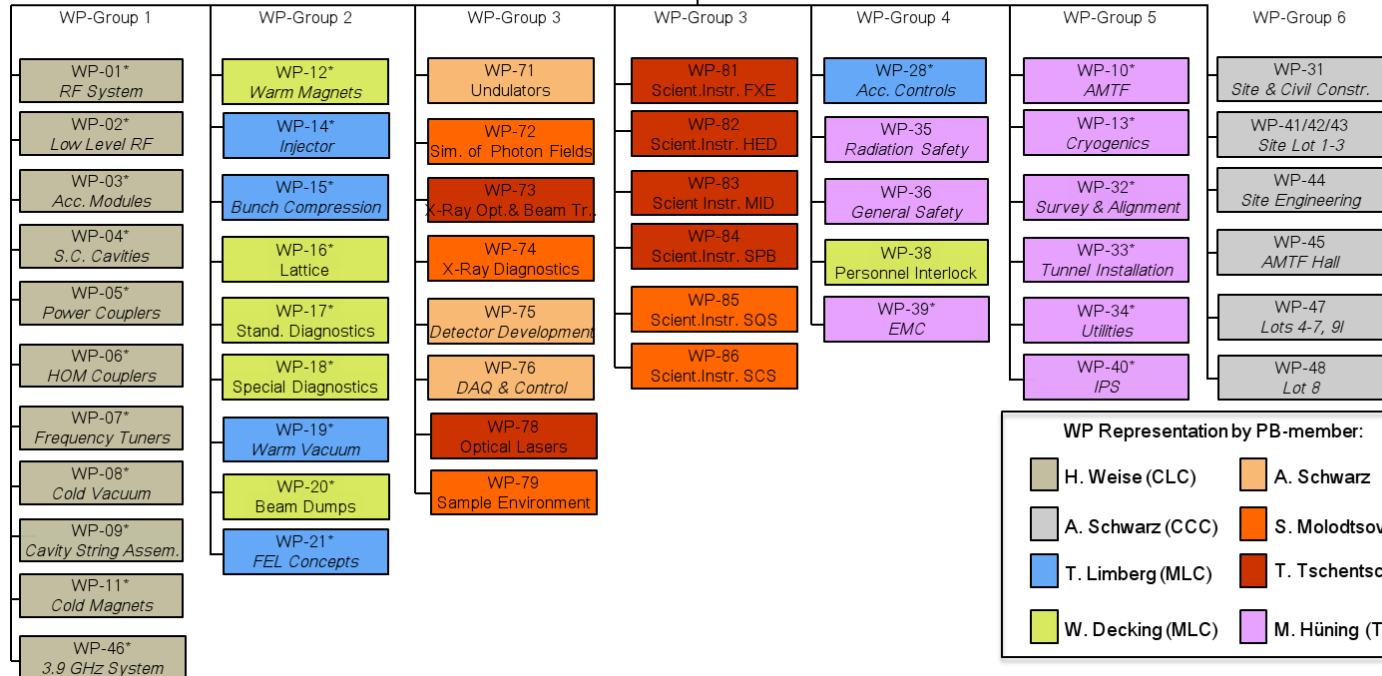 WP-Group 1
WP-01*
RF System
WP-02*
Low Level RF
WP-03*
Acc. Modules
WP-04*
S.C. Cavities
WP-05*
Power Couplers
WP-06*
HOM Couplers
WP-07*
Frequency Tuners
WP-08*
Cold Vacuum
WP-09*
Cavity String Assem.
WP-11*
Cold Magnets
WP-46*
3.9 GHz System
WP-Group 2
WP-12*
Warm Magnets
WP-14*
Injector
WP-15*
Bunch Compression
WP-16*
Lattice
WP-17*
Stand. Diagnostics
WP-18*
Special Diagnostics
WP-19*
Warm Vacuum
WP-20*
Beam Dumps
WP-21*
FEL Concepts
WP-Group 3
WP-71
Undulators
WP-72
Sim. of Photon Fields
WP-73
X-Ray Opt.& Beam Tr..
WP-74
X-Ray Diagnostics
WP-75
Detector Development
WP-76
DAQ & Control
WP-78
Optical Lasers
WP-79
Sample Environment
WP-Group 3
WP-81
Scient.Instr. FXE
WP-82
Scient.Instr. HED
WP-83
Scient Instr. MID
WP-84
Scient.Instr. SPB
WP-85
Scient.Instr. SQS
WP-86
Scient.Instr. SCS
WP-Group 4
WP-28*
Acc. Controls
WP-35
Radiation Safety
WP-36
General Safety
WP-38
Personnel Interlock
WP-39*
EMC
WP-Group 5
WP-10*
AMTF
WP-13*
Cryogenics
WP-32*
Survey & Alignment
WP-33*
Tunnel Installation
WP-34*
Utilities
WP-40*
IPS
WP-Group 6
WP-31
Site & Civil Constr.
WP-41/42/43
Site Lot 1-3
WP-44
Site Engineering
WP-45
AMTF Hall
WP-47
Lots 4-7, 9I
WP-48
Lot 8
WP Representation by PB-member:
H. Weise (CLC)
A. Schwarz
A. Schwarz (CCC)
S. Molodtsov
T. Limberg (MLC)
T. Tschentsc
W. Decking (MLC)
M. Hüning (T